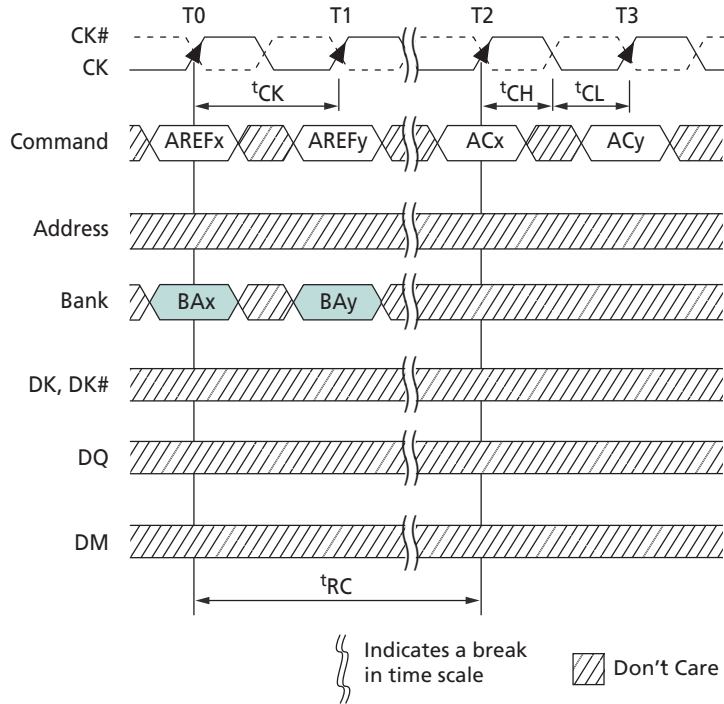 T0 T1 T2 T3
CK#
CK
tCK tCH tCL
Command AREFx AREFy ACx ACy
Address
Bank BAx BAy
DK, DK#
DQ
DM
tRC
Indicates a break
in time scale
Don't Care